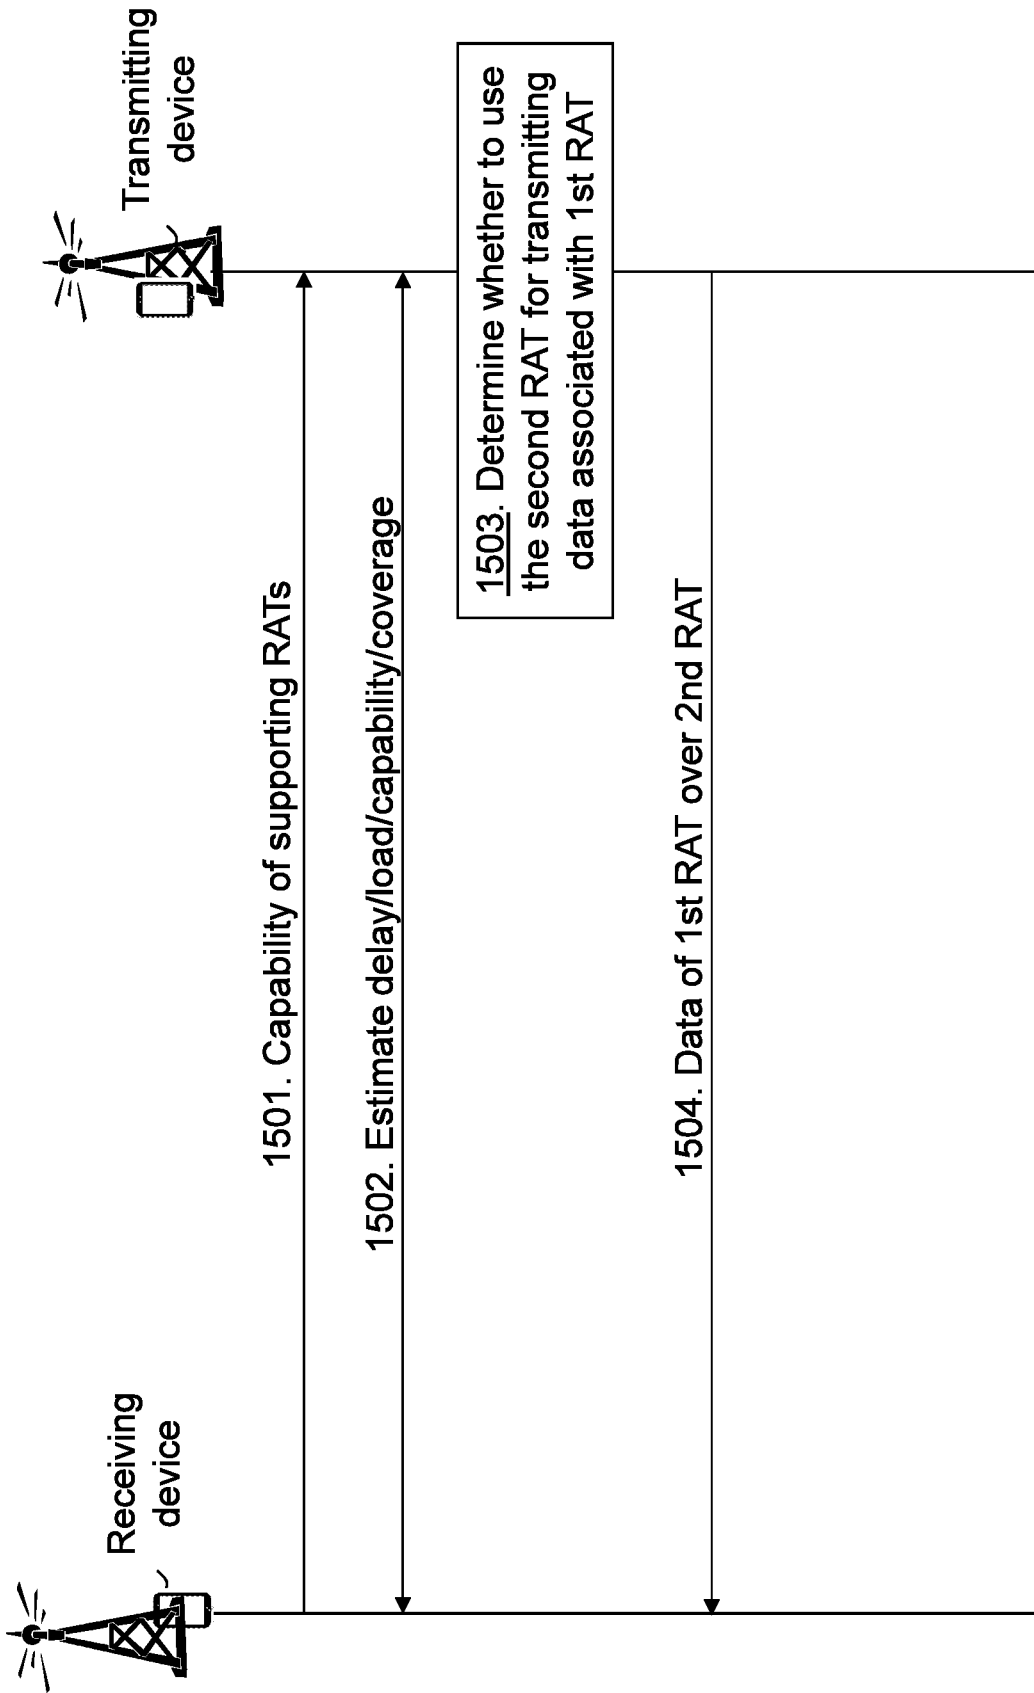 Receiving
device
Transmitting
device
1501. Capability of supporting RATs
1502. Estimate delay/load/capability/coverage
1503. Determine whether to use
the second RAT for transmitting
data associated with 1st RAT
1504. Data of 1st RAT over 2nd RAT